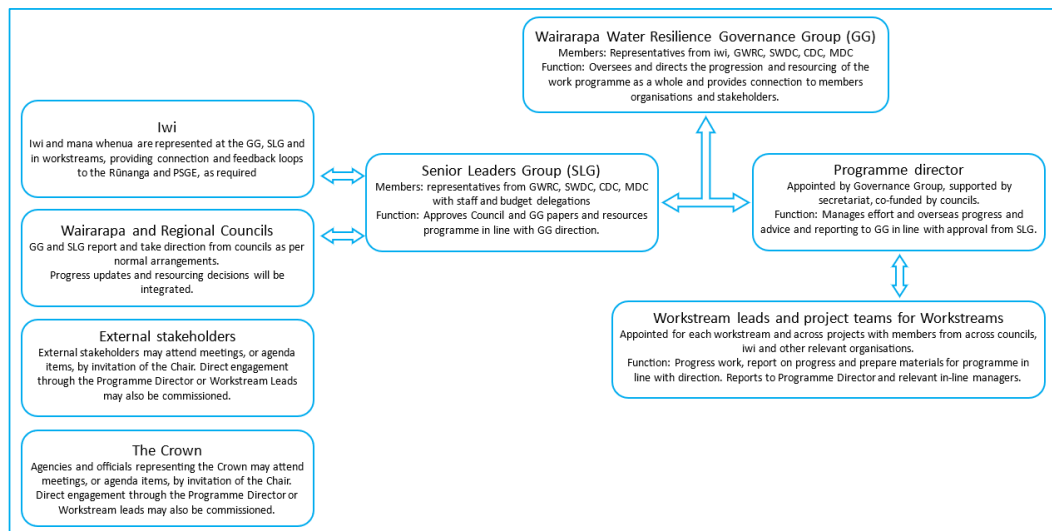 Wairarapa Water Resilience Governance Group (GG)
Members: Representatives from iwi, GWRC, SWDC, CDC, MDC
Function: Oversees and directs the progression and resourcing of the
work programme as a whole and provides connection to members
organisations and stakeholders.
Iwi
Iwi and mana whenua are represented at the GG, SLG and
in workstreams, providing connection and feedback loops
to the Rūnanga and PSGE, as required
Senior Leaders Group (SLG)
Members: representatives from GWRC, SWDC, CDC, MDC
with staff and budget delegations
Function: Approves Council and GG papers and resources
programme in line with GG direction.
Programme director
Appointed by Governance Group, supported by
secretariat, co-funded by councils.
Function: Manages effort and overseas progress and
advice and reporting to GG in line with approval from SLG.
Wairarapa and Regional Councils
GG and SLG report and take direction from councils as per
normal arrangements.
Progress updates and resourcing decisions will be
integrated.
Workstream leads and project teams for Workstreams
Appointed for each workstream and across projects with members from across councils,
iwi and other relevant organisations.
Function: Progress work, report on progress and prepare materials for programme in
line with direction. Reports to Programme Director and relevant in-line managers.
External stakeholders
External stakeholders may attend meetings, or agenda
items, by invitation of the Chair. Direct engagement
through the Programme Director or Workstream Leads
may also be commissioned.
The Crown
Agencies and officials representing the Crown may attend
meetings, or agenda items, by invitation of the Chair.
Direct engagement through the Programme Director or
Workstream leads may also be commissioned.